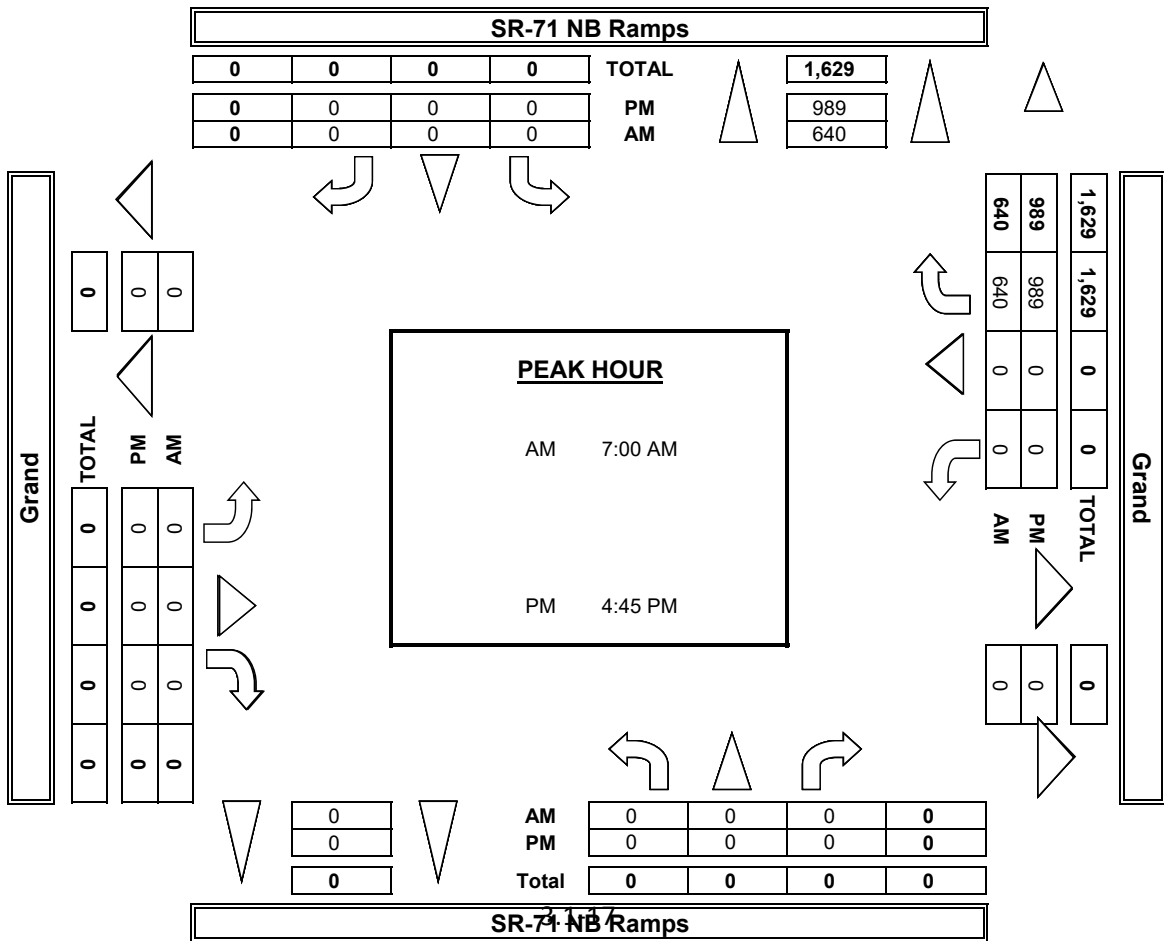 SR-71 NB Ramps
0 0 0 0 TOTAL 1,629
0 0 0 0 PM 989
0 0 0 0 AM 640
Grand
0 0 0
TOTAL PM AM
0 0 0
0 0 0
0 0 0
0 0 0
PEAK HOUR
AM 7:00 AM
PM 4:45 PM
640 989 1,629
640 989 1,629
0 0 0
0 0 0
AM PM TOTAL
0 0 0
Grand
0 AM 0 0 0 0
0 PM 0 0 0 0
0 Total 0 0 0 0
SR-71 NB Ramps
3.1-17